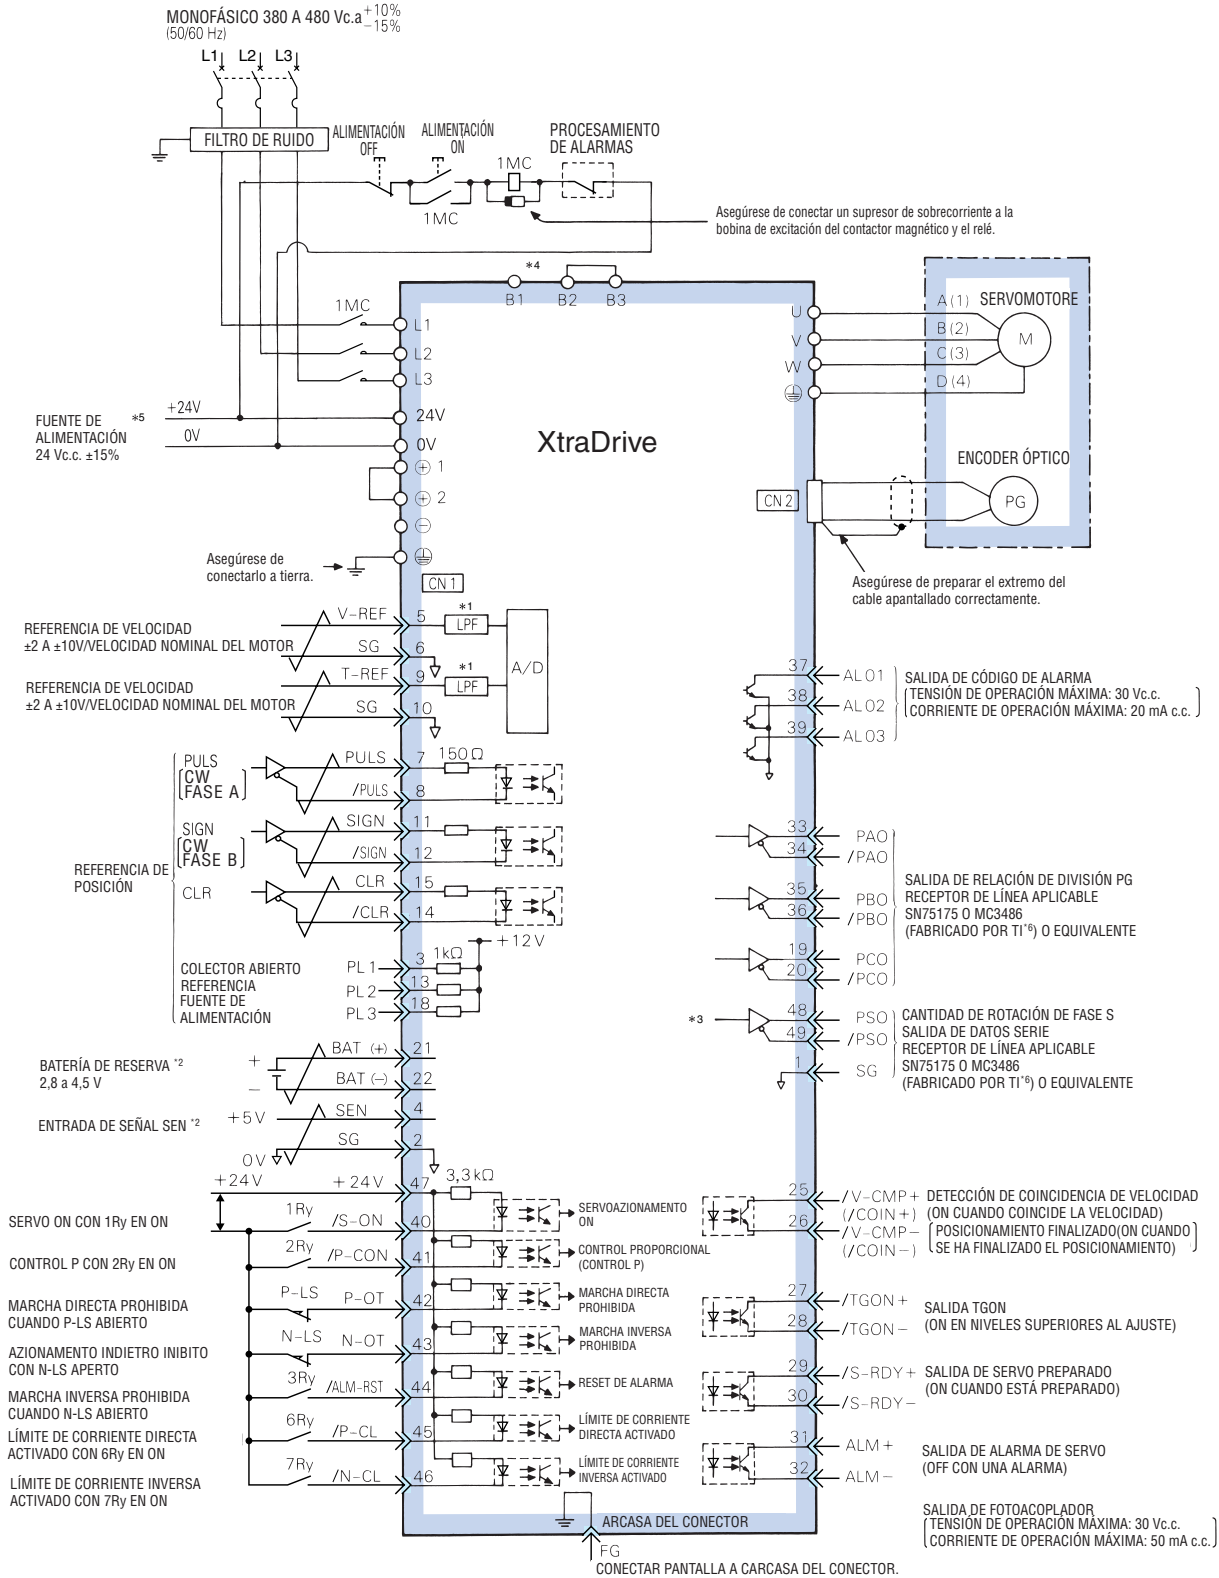 MONOFÁSICO 380 A 480 Vc.a +10% −15%
(50/60 Hz)
L1 L2 L3
FILTRO DE RUIDO
ALIMENTACIÓN
OFF
ALIMENTACIÓN
ON
PROCESAMIENTO
DE ALARMAS
1MC
1MC
Asegúrese de conectar un supresor de sobrecorriente a la
bobina de excitación del contactor magnético y el relé.
*4
B1 B2 B3
1MC
L1
L2
L3
FUENTE DE
ALIMENTACIÓN
24 Vc.c. ±15%
*5
+24V
0V
24V
0V
⊕ 1
⊕ 2
⊖
XtraDrive
U
V
W
A (1)
B (2)
C (3)
D (4)
SERVOMOTORE
M
ENCODER ÓPTICO
PG
CN 2
Asegúrese de preparar el extremo del
cable apantallado correctamente.
Asegúrese de
conectarlo a tierra.
CN 1
REFERENCIA DE VELOCIDAD
±2 A ±10V/VELOCIDAD NOMINAL DEL MOTOR
V-REF 5
SG 6
*1
LPF
REFERENCIA DE VELOCIDAD
±2 A ±10V/VELOCIDAD NOMINAL DEL MOTOR
T-REF 9
SG 10
*1
LPF
A/D
REFERENCIA DE
POSICIÓN
PULS
CW
FASE A
PULS 7
/PULS 8
150Ω
SIGN
CW
FASE B
SIGN 11
/SIGN 12
CLR
CLR 15
/CLR 14
COLECTOR ABIERTO
REFERENCIA
FUENTE DE
ALIMENTACIÓN
+12V
PL1 3 1kΩ
PL2 13
PL3 18
BATERÍA DE RESERVA *2
2,8 a 4,5 V
+
−
BAT (+) 21
BAT (−) 22
ENTRADA DE SEÑAL SEN *2
+5V SEN 4
0V SG 2
+24V +24V 47 3,3kΩ
SERVO ON CON 1Ry EN ON
1Ry /S-ON 40
SERVOAZIONAMENTO
ON
CONTROL P CON 2Ry EN ON
2Ry /P-CON 41
CONTROL PROPORCIONAL
(CONTROL P)
MARCHA DIRECTA PROHIBIDA
CUANDO P-LS ABIERTO
P-LS P-OT 42
MARCHA DIRECTA
PROHIBIDA
AZIONAMENTO INDIETRO INIBITO
CON N-LS APERTO
N-LS N-OT 43
MARCHA INVERSA
PROHIBIDA
MARCHA INVERSA PROHIBIDA
CUANDO N-LS ABIERTO
3Ry /ALM-RST 44
RESET DE ALARMA
LÍMITE DE CORRIENTE DIRECTA
ACTIVADO CON 6Ry EN ON
6Ry /P-CL 45
LÍMITE DE CORRIENTE
DIRECTA ACTIVADO
LÍMITE DE CORRIENTE INVERSA
ACTIVADO CON 7Ry EN ON
7Ry /N-CL 46
LÍMITE DE CORRIENTE
INVERSA ACTIVADO
37 ALO1
38 ALO2
39 ALO3
SALIDA DE CÓDIGO DE ALARMA
TENSIÓN DE OPERACIÓN MÁXIMA: 30 Vc.c.
CORRIENTE DE OPERACIÓN MÁXIMA: 20 mA c.c.
33 PAO
34 /PAO
35 PBO
36 /PBO
19 PCO
20 /PCO
SALIDA DE RELACIÓN DE DIVISIÓN PG
RECEPTOR DE LÍNEA APLICABLE
SN75175 O MC3486
(FABRICADO POR TI*6) O EQUIVALENTE
*3
48 PSO
49 /PSO
1 SG
CANTIDAD DE ROTACIÓN DE FASE S
SALIDA DE DATOS SERIE
RECEPTOR DE LÍNEA APLICABLE
SN75175 O MC3486
(FABRICADO POR TI*6) O EQUIVALENTE
25 /V-CMP+
(/COIN+)
26 /V-CMP−
(/COIN−)
DETECCIÓN DE COINCIDENCIA DE VELOCIDAD
(ON CUANDO COINCIDE LA VELOCIDAD)
POSICIONAMIENTO FINALIZADO(ON CUANDO
SE HA FINALIZADO EL POSICIONAMIENTO)
27 /TGON+
28 /TGON−
SALIDA TGON
(ON EN NIVELES SUPERIORES AL AJUSTE)
29 /S-RDY+
30 /S-RDY−
SALIDA DE SERVO PREPARADO
(ON CUANDO ESTÁ PREPARADO)
31 ALM+
32 ALM−
SALIDA DE ALARMA DE SERVO
(OFF CON UNA ALARMA)
SALIDA DE FOTOACOPLADOR
TENSIÓN DE OPERACIÓN MÁXIMA: 30 Vc.c.
CORRIENTE DE OPERACIÓN MÁXIMA: 50 mA c.c.
ARCASA DEL CONECTOR
FG
CONECTAR PANTALLA A CARCASA DEL CONECTOR.